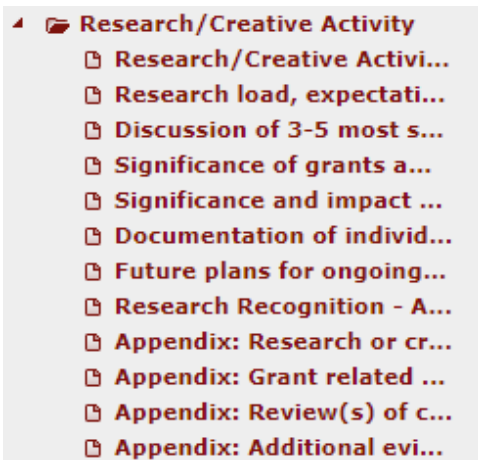 Research/Creative Activity
Research/Creative Activi...
Research load, expectati...
Discussion of 3-5 most s...
Significance of grants a...
Significance and impact ...
Documentation of individ...
Future plans for ongoing...
Research Recognition - A...
Appendix: Research or cr...
Appendix: Grant related ...
Appendix: Review(s) of c...
Appendix: Additional evi...